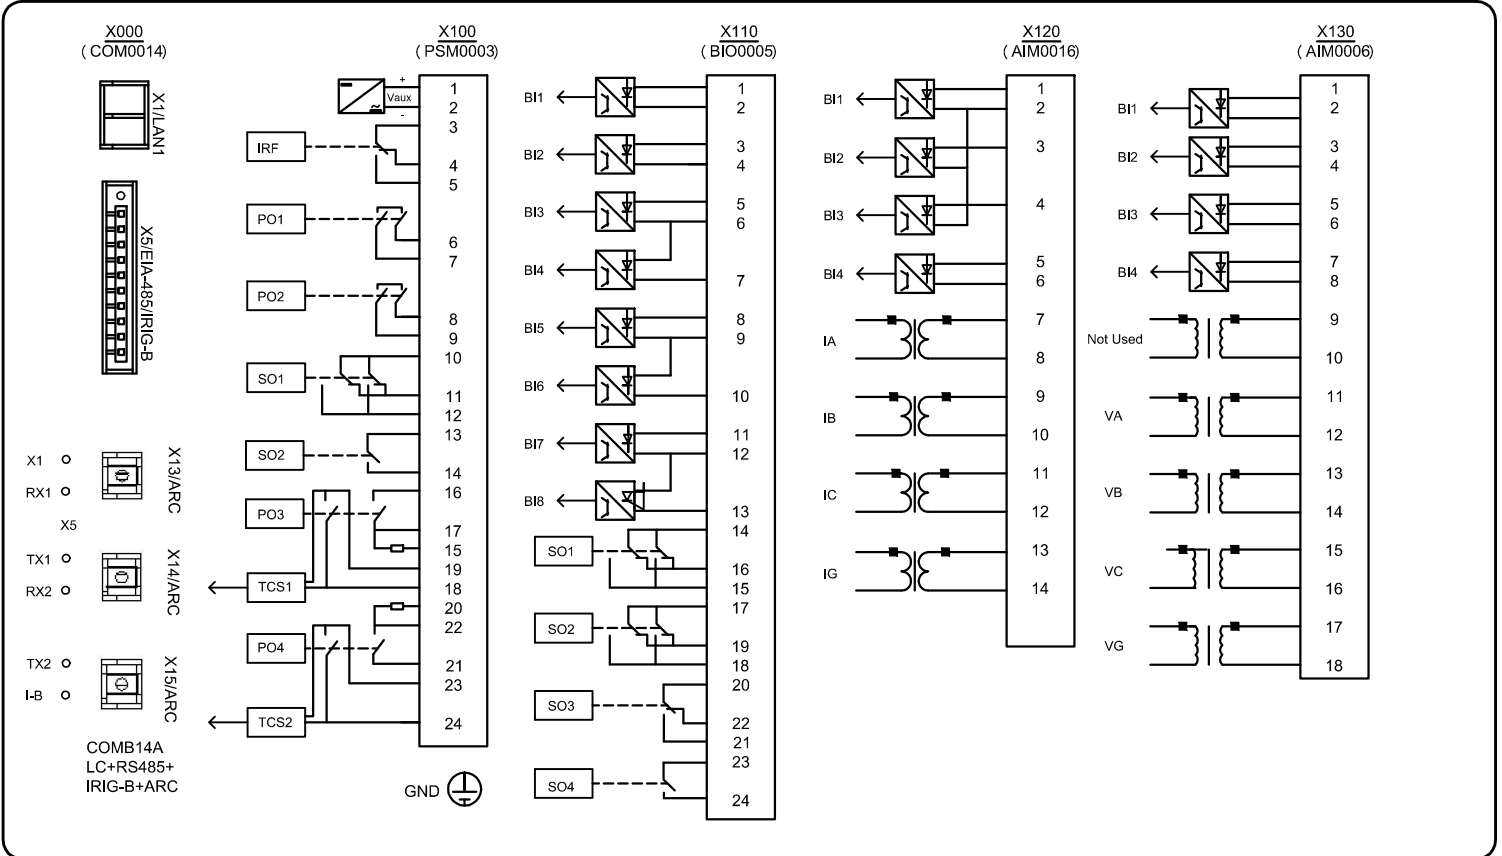 X000
( COM0014)
X1/LAN1
X5/EIA-485/IRIG-B
X1
RX1
X13/ARC
X5
TX1
RX2
X14/ARC
TX2
I-B
X15/ARC
COMB14A
LC+RS485+
IRIG-B+ARC
X100
( PSM0003)
+
Vaux
-
1
2
3
IRF
4
5
PO1
6
7
PO2
8
9
10
SO1
11
12
13
SO2
14
16
PO3
17
15
19
TCS1
18
20
22
PO4
21
23
TCS2
24
GND
X110
( BIO0005)
BI1
1
2
BI2
3
4
BI3
5
6
BI4
7
BI5
8
9
BI6
10
BI7
11
12
BI8
13
14
SO1
16
15
17
SO2
19
18
20
SO3
22
21
23
SO4
24
X120
( AIM0016)
BI1
1
2
BI2
3
BI3
4
BI4
5
6
IA
7
8
IB
9
10
IC
11
12
IG
13
14
X130
( AIM0006)
BI1
1
2
BI2
3
4
BI3
5
6
BI4
7
8
Not Used
9
10
VA
11
12
VB
13
14
VC
15
16
VG
17
18